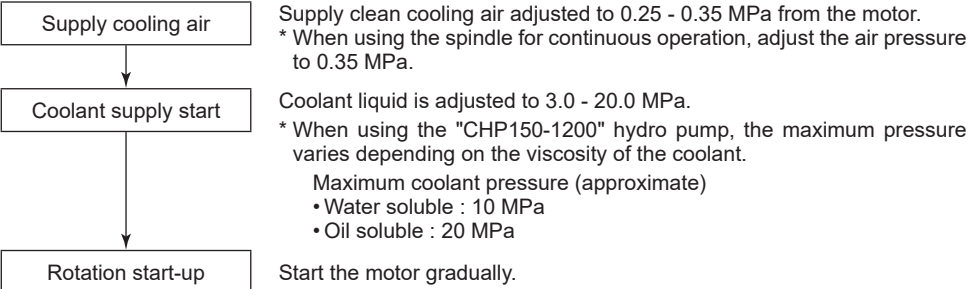 Supply cooling air
Supply clean cooling air adjusted to 0.25 - 0.35 MPa from the motor.
* When using the spindle for continuous operation, adjust the air pressure
to 0.35 MPa.
Coolant supply start
Coolant liquid is adjusted to 3.0 - 20.0 MPa.
* When using the "CHP150-1200" hydro pump, the maximum pressure
varies depending on the viscosity of the coolant.
Maximum coolant pressure (approximate)
• Water soluble : 10 MPa
• Oil soluble : 20 MPa
Rotation start-up
Start the motor gradually.